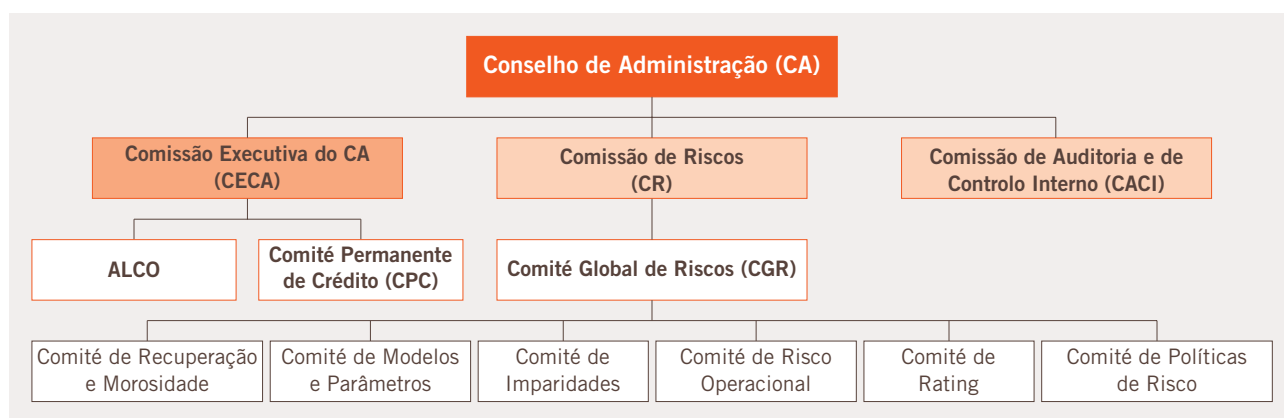 Conselho de Administração (CA)
Comissão Executiva do CA
(CECA)
Comissão de Riscos
(CR)
Comissão de Auditoria e de
Controlo Interno (CACI)
ALCO
Comité Permanente
de Crédito (CPC)
Comité Global de Riscos (CGR)
Comité de Recuperação
e Morosidade
Comité de Modelos
e Parâmetros
Comité de
Imparidades
Comité de Risco
Operacional
Comité de
Rating
Comité de Políticas
de Risco